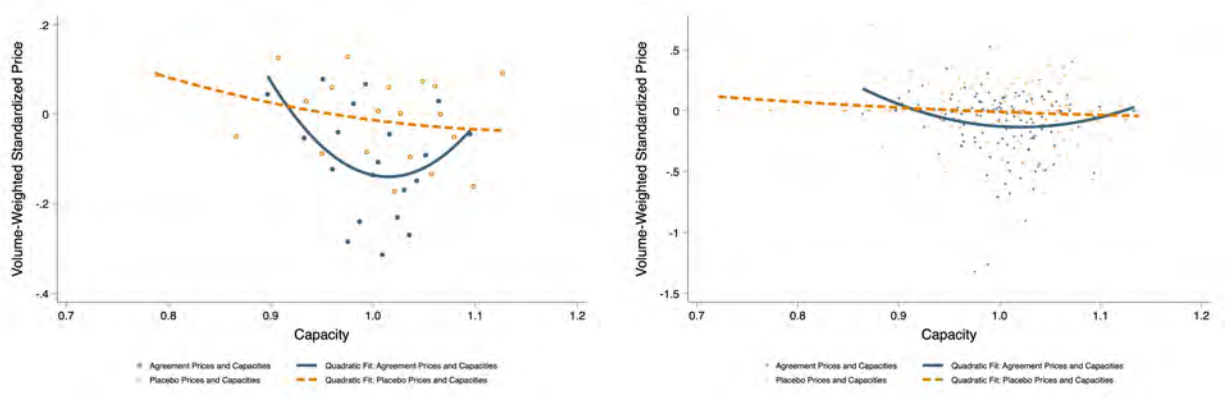 Volume-Weighted Standardized Price
.2
0
-.2
-.4
0.7 0.8 0.9 1.0 1.1 1.2
Capacity
Agreement Prices and Capacities Quadratic Fit: Agreement Prices and Capacities
Placebo Prices and Capacities Quadratic Fit: Placebo Prices and Capacities
Volume-Weighted Standardized Price
.5
0
-.5
-1
-1.5
0.7 0.8 0.9 1.0 1.1 1.2
Capacity
Agreement Prices and Capacities Quadratic Fit: Agreement Prices and Capacities
Placebo Prices and Capacities Quadratic Fit: Placebo Prices and Capacities